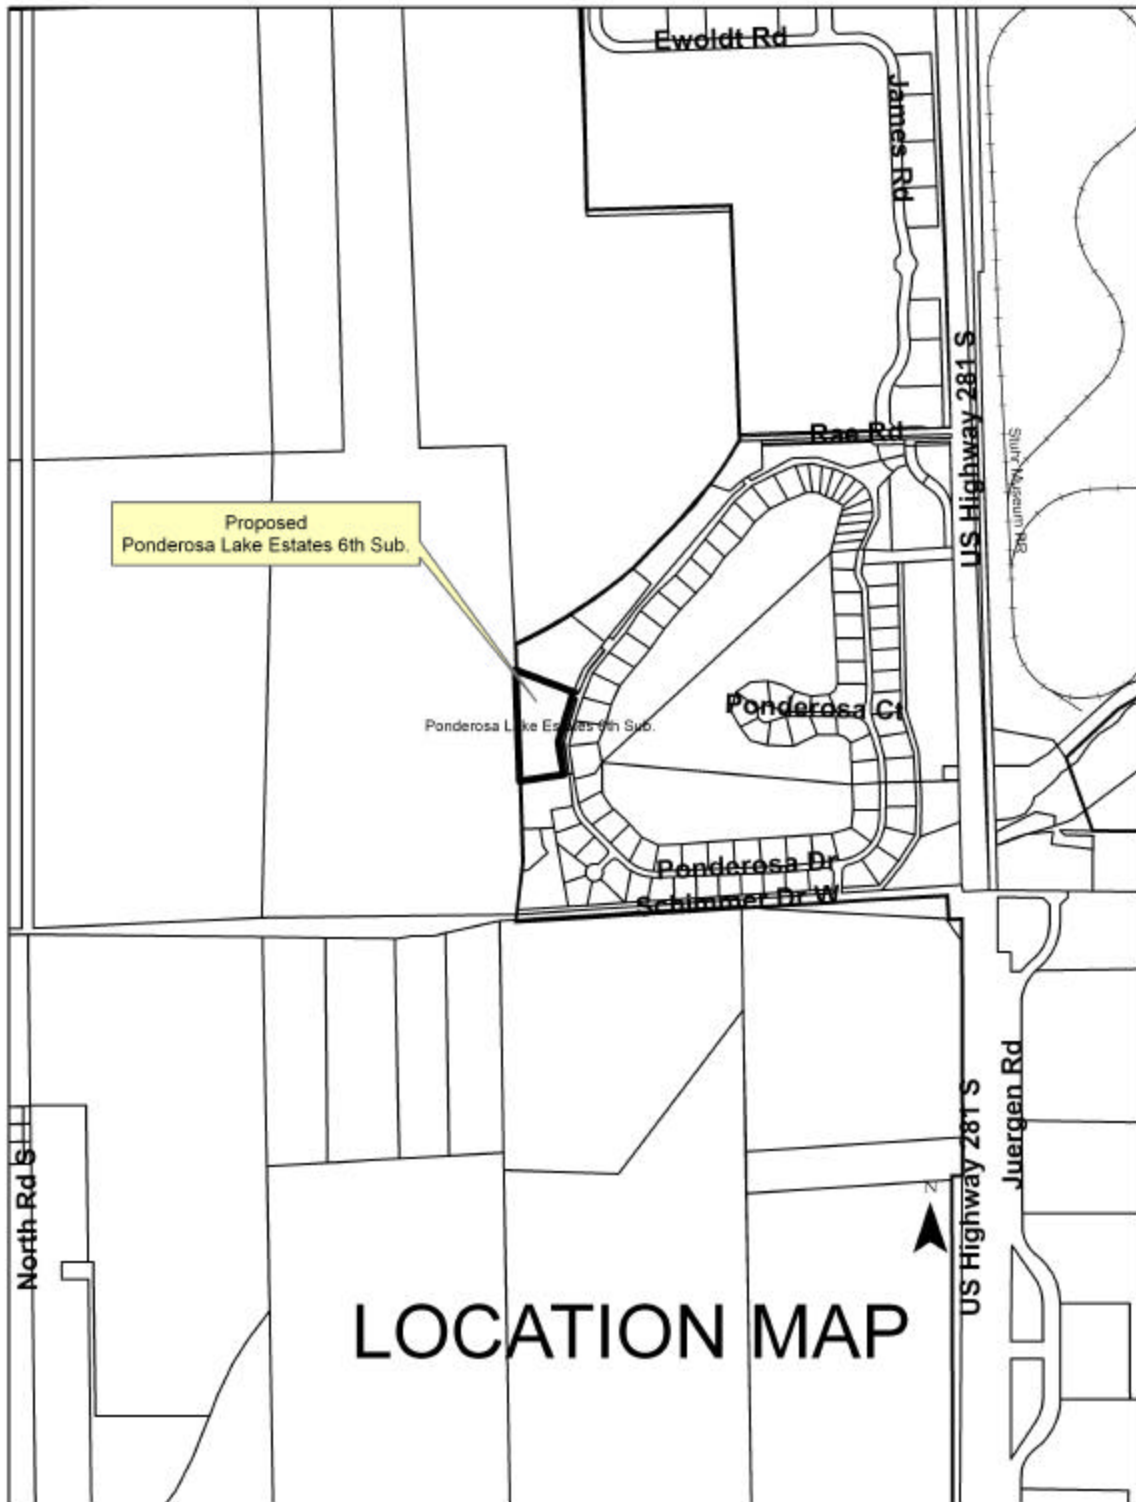 Ewoldt Rd
James Rd
US Highway 281 S
Rae Rd
Stuhr Museum RR
Proposed
Ponderosa Lake Estates 6th Sub.
Ponderosa Ct
Ponderosa Lake Estates 6th Sub.
Ponderosa Dr
Schimmer Dr W
Juergen Rd
US Highway 281 S
North Rd S
N
LOCATION MAP